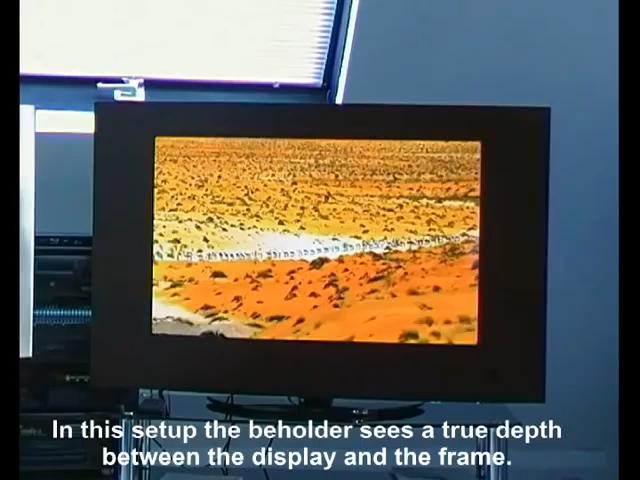 In this setup the beholder sees a true depth
between the display and the frame.